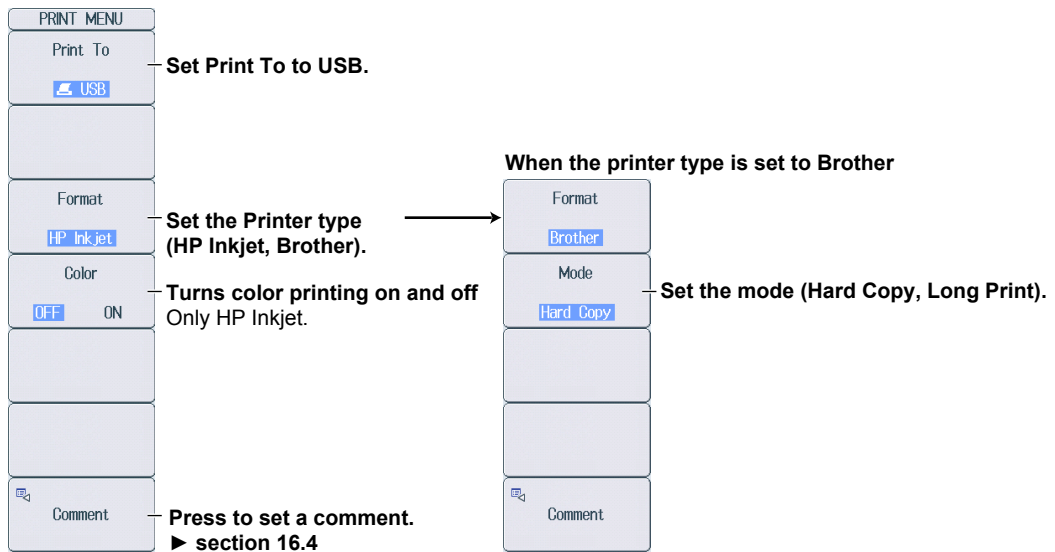 PRINT MENU
Print To
USB
Set Print To to USB.
Format
HP Inkjet
Set the Printer type
(HP Inkjet, Brother).
Color
OFF ON
Turns color printing on and off
Only HP Inkjet.
Comment
Press to set a comment.
► section 16.4
When the printer type is set to Brother
Format
Brother
Mode
Hard Copy
Set the mode (Hard Copy, Long Print).
Comment